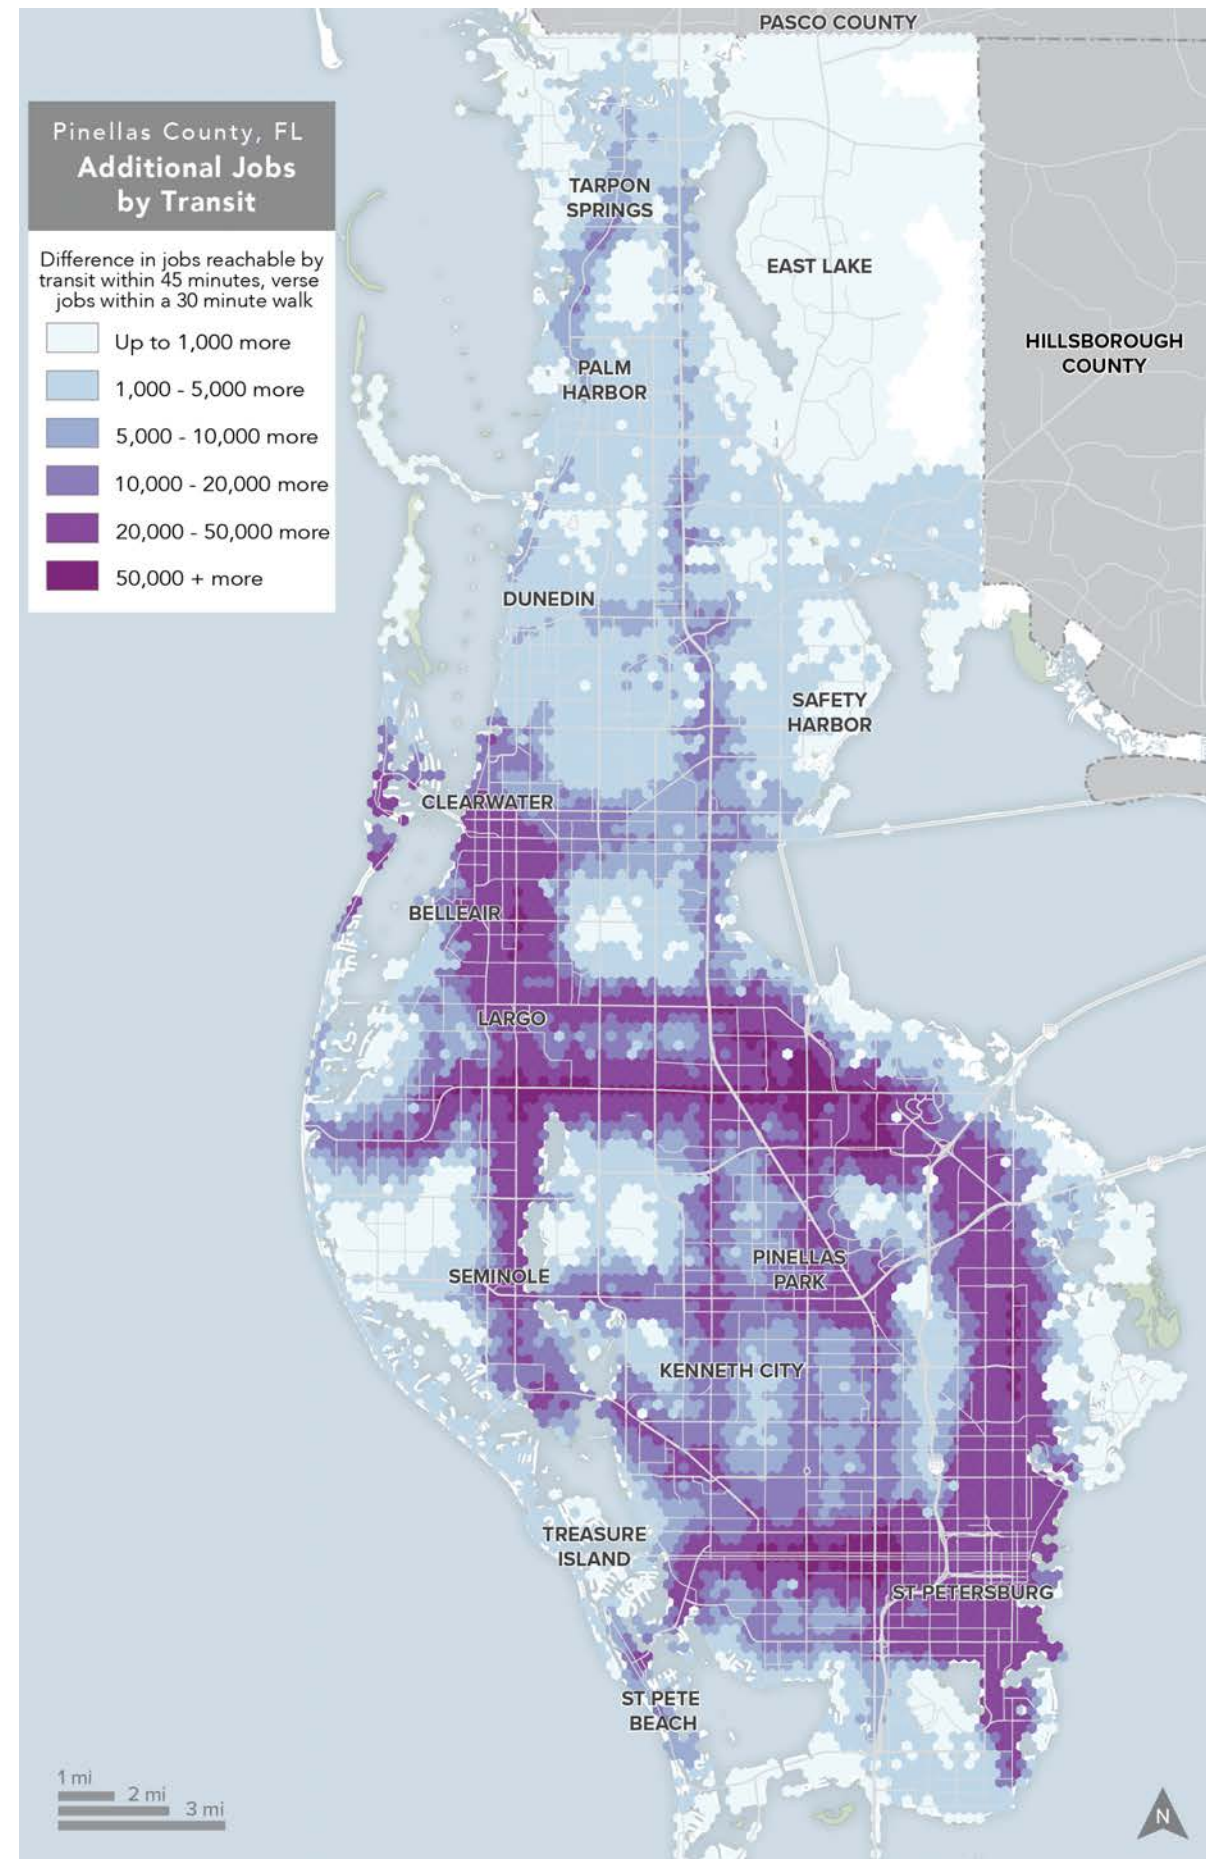 PASCO COUNTY
Pinellas County, FL
Additional Jobs
by Transit
Difference in jobs reachable by
transit within 45 minutes, verse
jobs within a 30 minute walk
Up to 1,000 more
1,000 - 5,000 more
5,000 - 10,000 more
10,000 - 20,000 more
20,000 - 50,000 more
50,000 + more
TARPON
SPRINGS
EAST LAKE
HILLSBOROUGH
COUNTY
PALM
HARBOR
DUNEDIN
SAFETY
HARBOR
CLEARWATER
BELLEAIR
LARGO
PINELLAS
PARK
SEMINOLE
KENNETH CITY
TREASURE
ISLAND
ST PETERSBURG
ST PETE
BEACH
1 mi
2 mi
3 mi
N